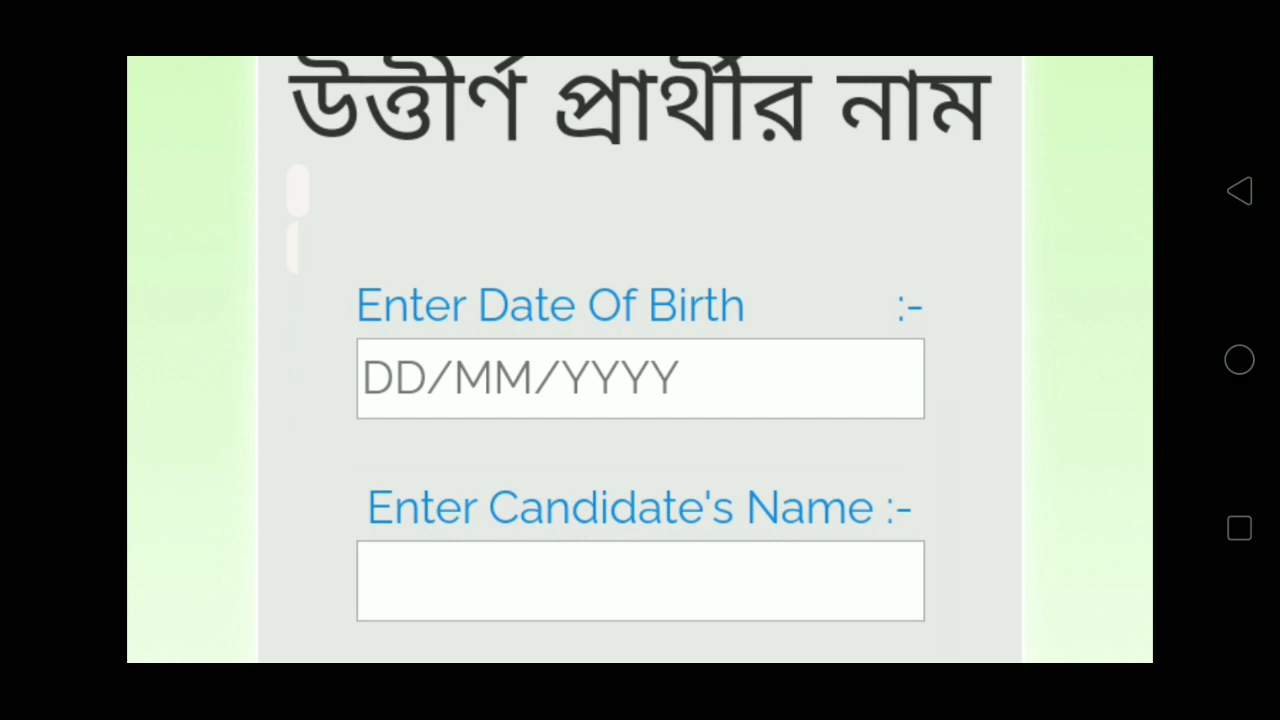 উত্তীর্ণ প্রার্থীর নাম
Enter Date Of Birth :-
DD/MM/YYYY
Enter Candidate's Name :-